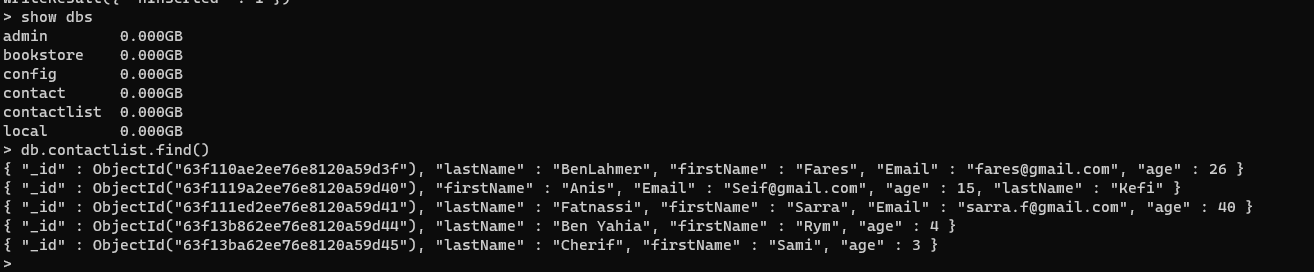 WriteResult({ "nInserted" : 1 })
> show dbs
admin        0.000GB
bookstore    0.000GB
config       0.000GB
contact      0.000GB
contactlist  0.000GB
local        0.000GB
> db.contactlist.find()
{ "_id" : ObjectId("63f110ae2ee76e8120a59d3f"), "lastName" : "BenLahmer", "firstName" : "Fares", "Email" : "fares@gmail.com", "age" : 26 }
{ "_id" : ObjectId("63f1119a2ee76e8120a59d40"), "firstName" : "Anis", "Email" : "Seif@gmail.com", "age" : 15, "lastName" : "Kefi" }
{ "_id" : ObjectId("63f111ed2ee76e8120a59d41"), "lastName" : "Fatnassi", "firstName" : "Sarra", "Email" : "sarra.f@gmail.com", "age" : 40 }
{ "_id" : ObjectId("63f13b862ee76e8120a59d44"), "lastName" : "Ben Yahia", "firstName" : "Rym", "age" : 4 }
{ "_id" : ObjectId("63f13ba62ee76e8120a59d45"), "lastName" : "Cherif", "firstName" : "Sami", "age" : 3 }
>